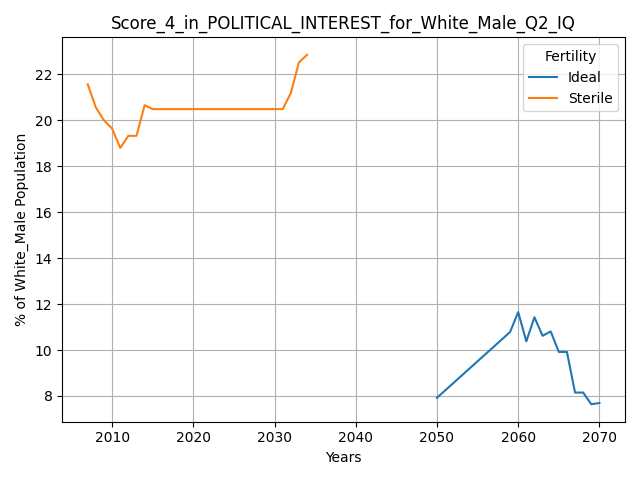 Score_4_in_POLITICAL_INTEREST_for_White_Male_Q2_IQ
Fertility
Ideal
Sterile
% of White_Male Population
22
20
18
16
14
12
10
8
2010 2020 2030 2040 2050 2060 2070
Years